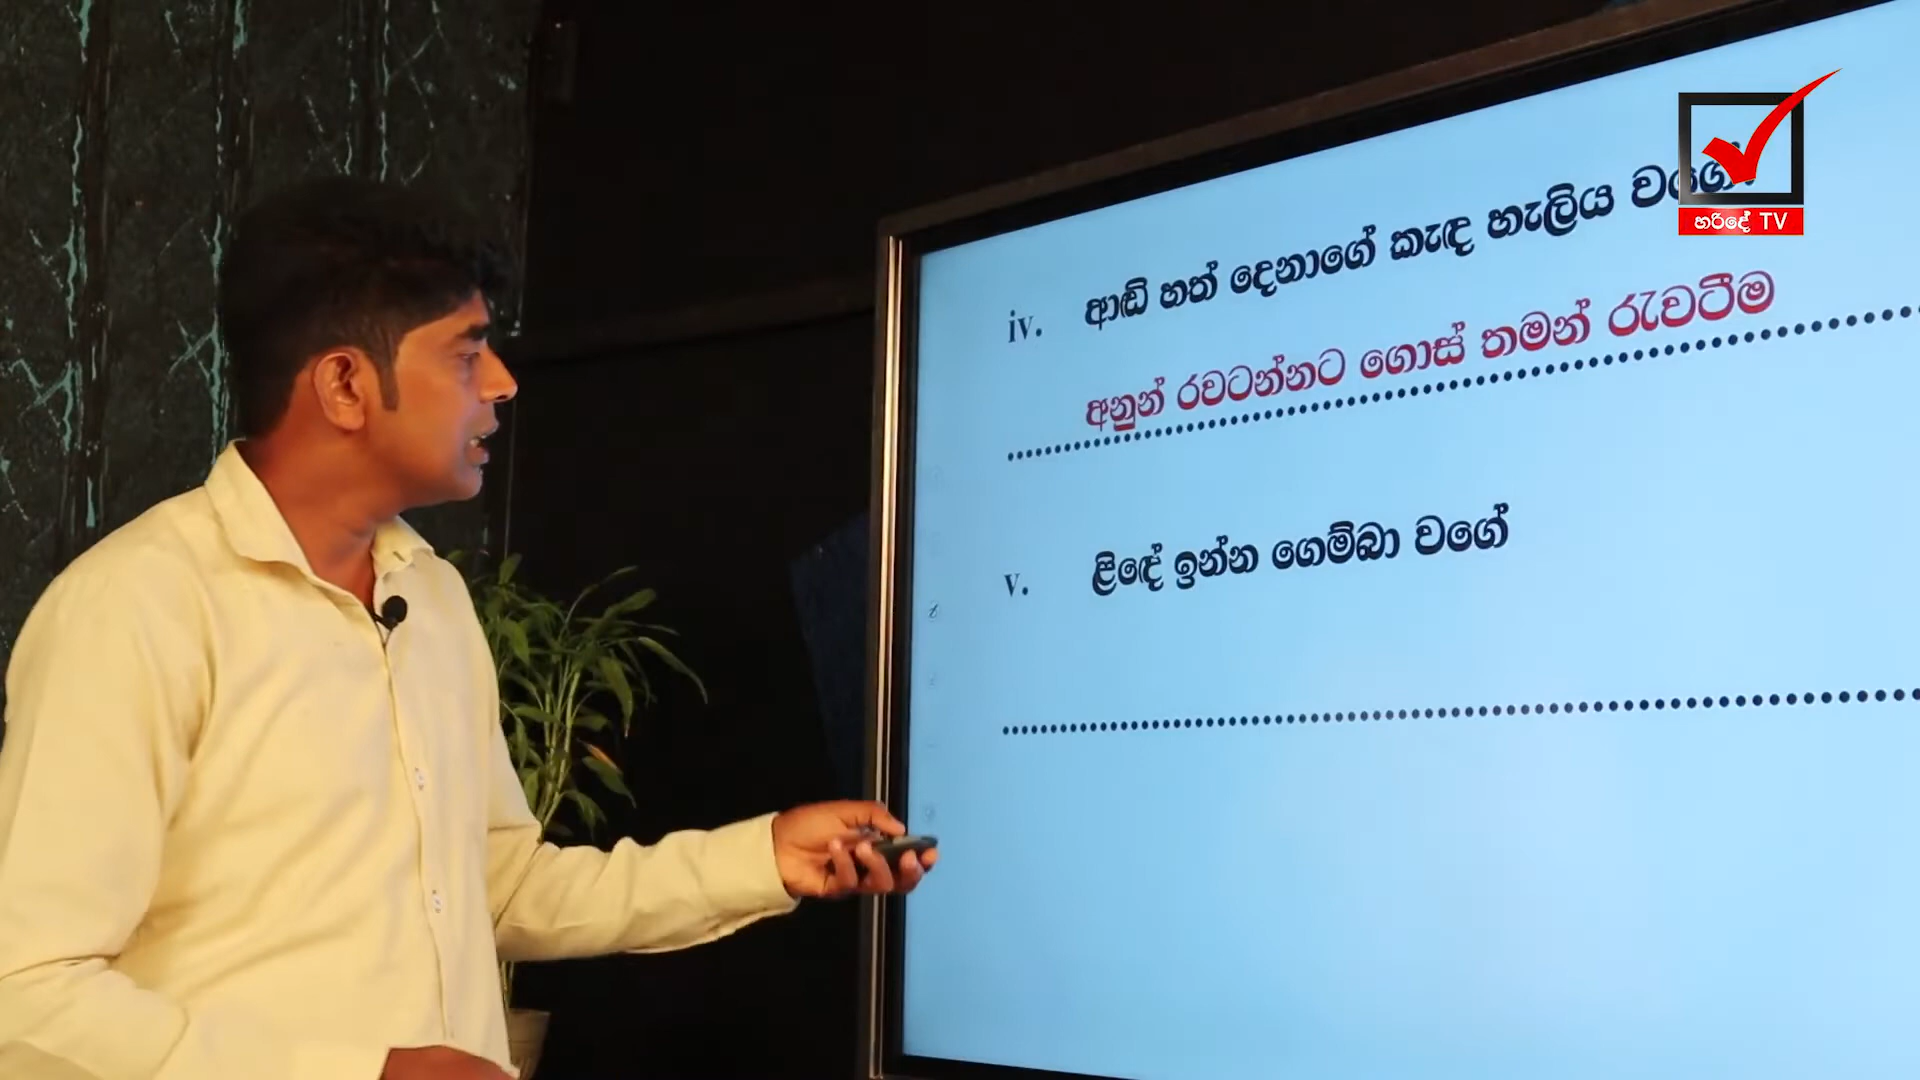 හරිදේ TV
iv. ආඬි හත් දෙනාගේ කැඳ හැලිය වගේ
අනුන් රවටන්නට ගොස් තමන් රැවටීම
v. ළිඳේ ඉන්න ගෙම්බා වගේ